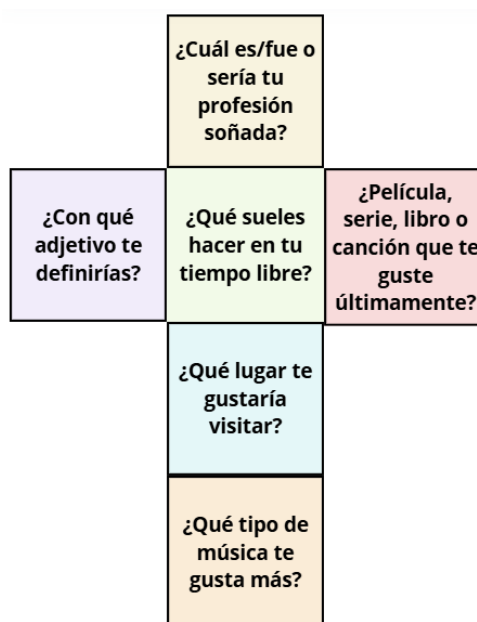 ¿Cuál es/fue o
sería tu
profesión
soñada?
¿Con qué
adjetivo te
definirías?
¿Qué sueles
hacer en tu
tiempo libre?
¿Película,
serie, libro o
canción que te
guste
últimamente?
¿Qué lugar te
gustaría
visitar?
¿Qué tipo de
música te
gusta más?